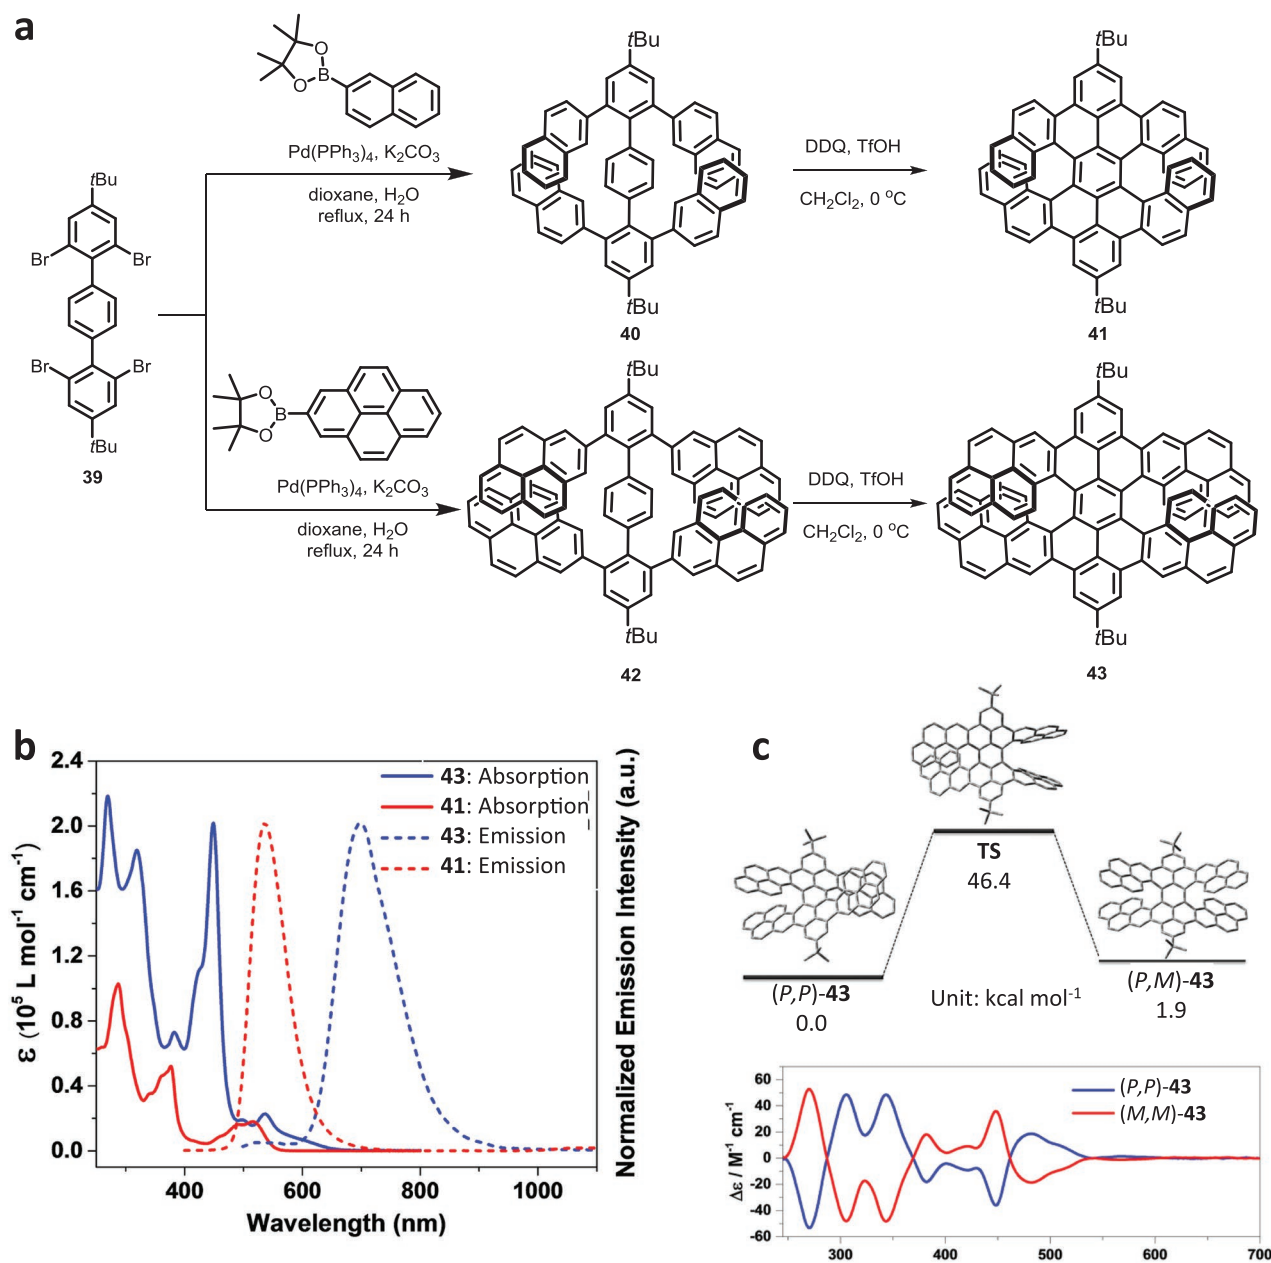 a
tBu
Br
Br
Br
Br
tBu
39
O
B
O
Pd(PPh3)4, K2CO3
dioxane, H2O
reflux, 24 h
tBu
tBu
40
DDQ, TfOH
CH2Cl2, 0 °C
tBu
tBu
41
O
B
O
Pd(PPh3)4, K2CO3
dioxane, H2O
reflux, 24 h
tBu
tBu
42
DDQ, TfOH
CH2Cl2, 0 °C
tBu
tBu
43
b
ε (10⁵ L mol⁻¹ cm⁻¹)
2.4
2.0
1.6
1.2
0.8
0.4
0.0
43: Absorption
41: Absorption
43: Emission
41: Emission
400
600
800
1000
Wavelength (nm)
Normalized Emission Intensity (a.u.)
c
TS
46.4
(P,P)-43
0.0
Unit: kcal mol⁻¹
(P,M)-43
1.9
Δε / M⁻¹ cm⁻¹
60
40
20
0
-20
-40
-60
(P,P)-43
(M,M)-43
300
400
500
600
700